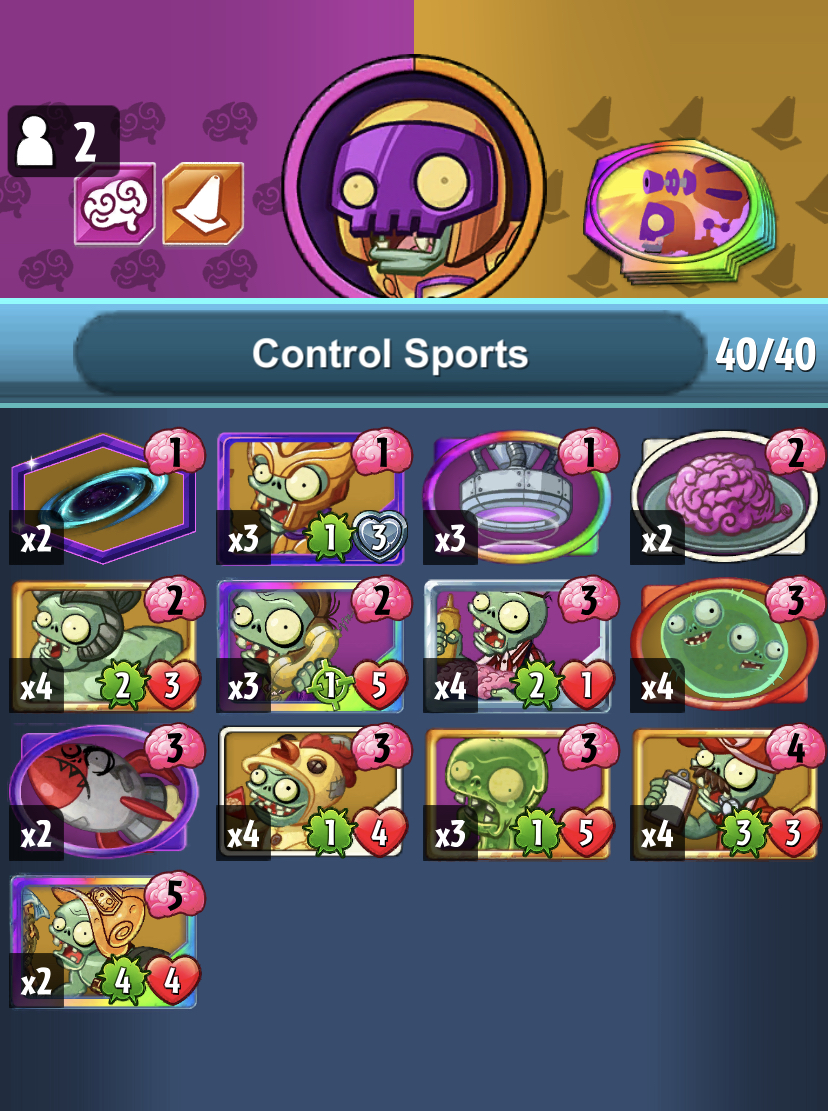 2
Control Sports 40/40
1 1 1 2
x2 x3 1 3 x3 x2
2 2 3 3
x4 2 3 x3 1 5 x4 2 1 x4
3 3 3 4
x2 x4 1 4 x3 1 5 x4 3 3
5
x2 4 4